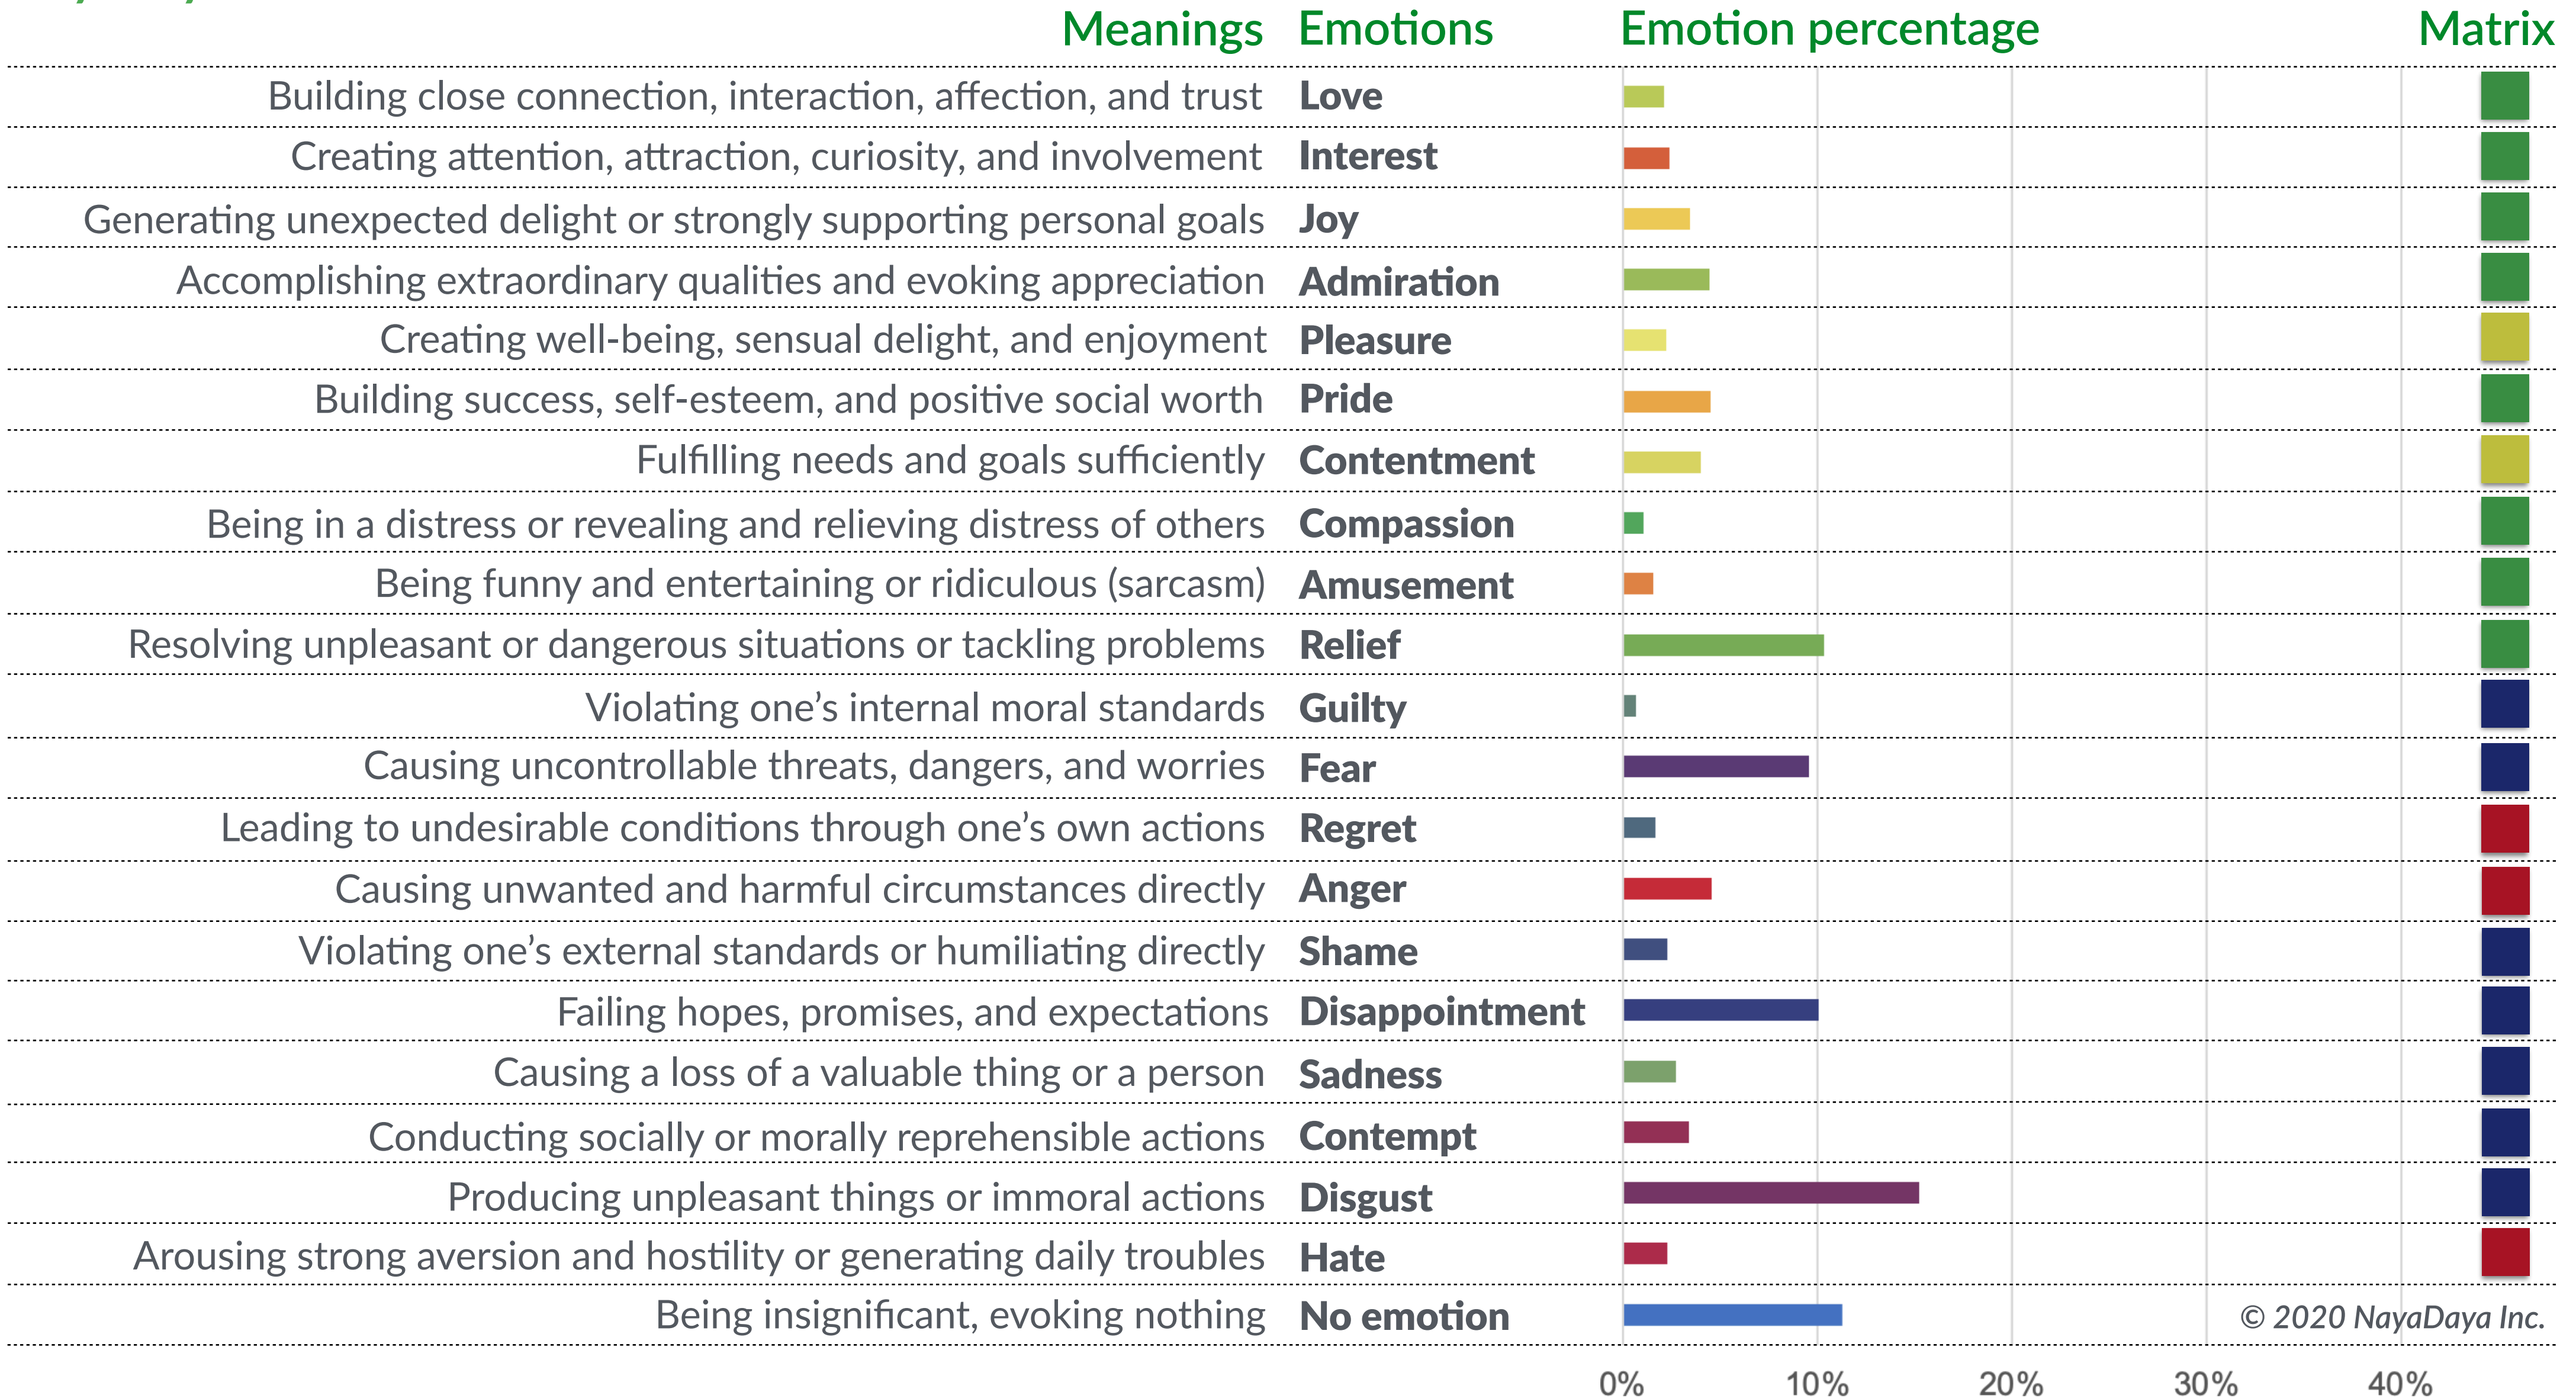 Meanings Emotions Emotion percentage Matrix
Building close connection, interaction, affection, and trust Love
Creating attention, attraction, curiosity, and involvement Interest
Generating unexpected delight or strongly supporting personal goals Joy
Accomplishing extraordinary qualities and evoking appreciation Admiration
Creating well-being, sensual delight, and enjoyment Pleasure
Building success, self-esteem, and positive social worth Pride
Fulfilling needs and goals sufficiently Contentment
Being in a distress or revealing and relieving distress of others Compassion
Being funny and entertaining or ridiculous (sarcasm) Amusement
Resolving unpleasant or dangerous situations or tackling problems Relief
Violating one’s internal moral standards Guilty
Causing uncontrollable threats, dangers, and worries Fear
Leading to undesirable conditions through one’s own actions Regret
Causing unwanted and harmful circumstances directly Anger
Violating one’s external standards or humiliating directly Shame
Failing hopes, promises, and expectations Disappointment
Causing a loss of a valuable thing or a person Sadness
Conducting socially or morally reprehensible actions Contempt
Producing unpleasant things or immoral actions Disgust
Arousing strong aversion and hostility or generating daily troubles Hate
Being insignificant, evoking nothing No emotion © 2020 NayaDaya Inc.
0% 10% 20% 30% 40%